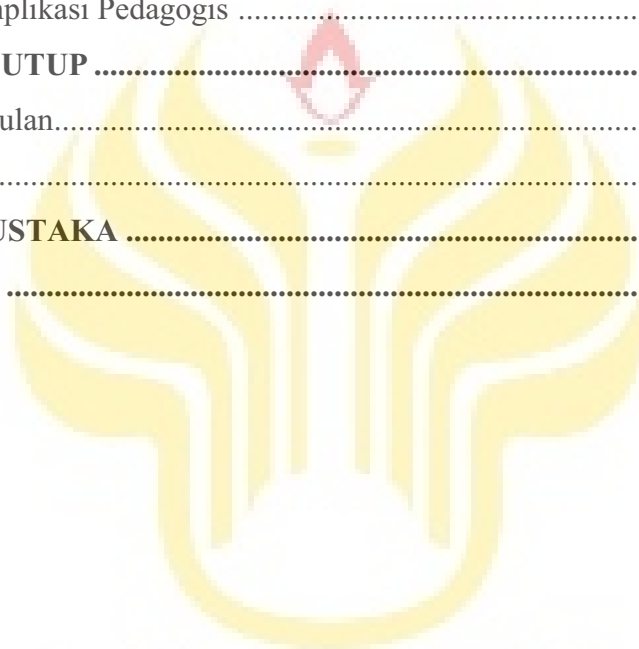 plikasi Pedagogis ..........................................................
UTUP ..........................................................................
ulan..............................................................................
......................................................................................
USTAKA ......................................................................
......................................................................................